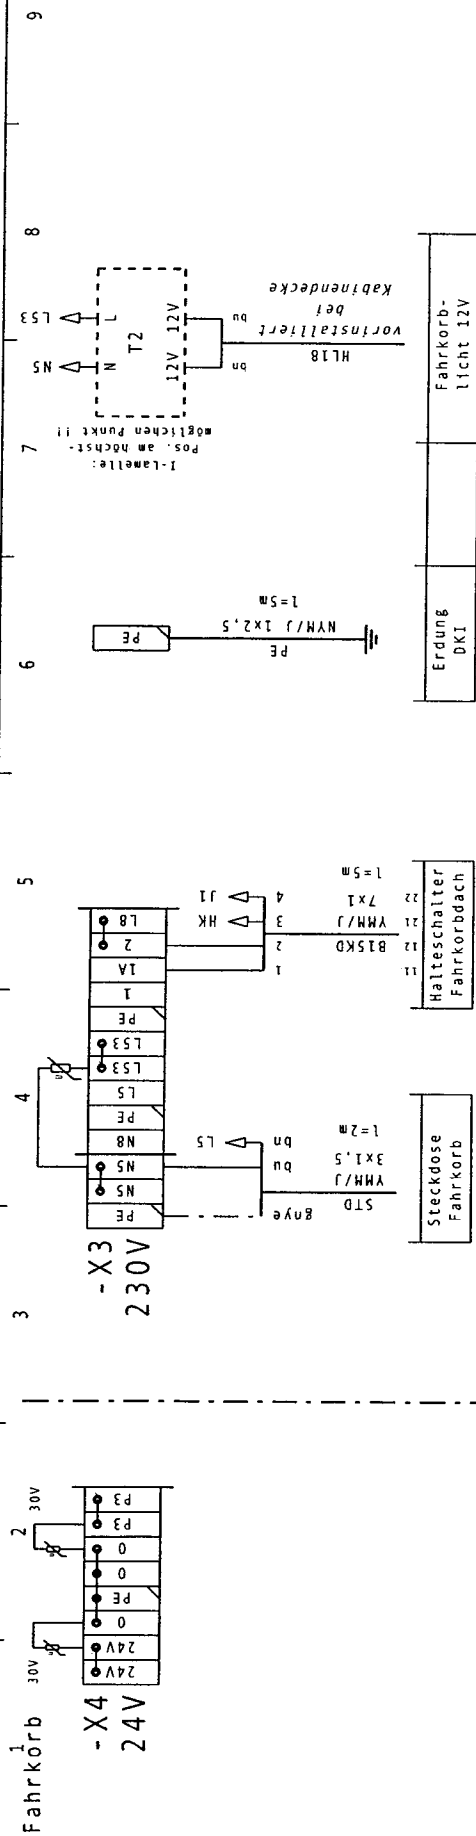 Fahrkorb
1
2
3
4
5
6
7
8
9
30V
30V
-X4
24V
24V
24V
0
PE
0
0
P3
P3
-X3
230V
PE
N5
N5
N8
PE
L5
L53
L53
PE
1
1A
2
L8
u
gnye
bu
bn
L5
STD
YMM/J
3x1,5
l=2m
Steckdose
Fahrkorb
1
2
3
4
HK
J1
B15KD
YMM/J
7x1
l=5m
11
12
21
22
Halteschalter
Fahrkorbdach
PE
PE
NYM/J 1x2,5
l=5m
Erdung
DKI
I-Lamelle:
Pos. am höchst-
möglichen Punkt !!
N5
L53
N
L
T2
12V
12V
bn
bu
HL18
vorinstalliert
bei
Kabinendecke
Fahrkorb-
licht 12V